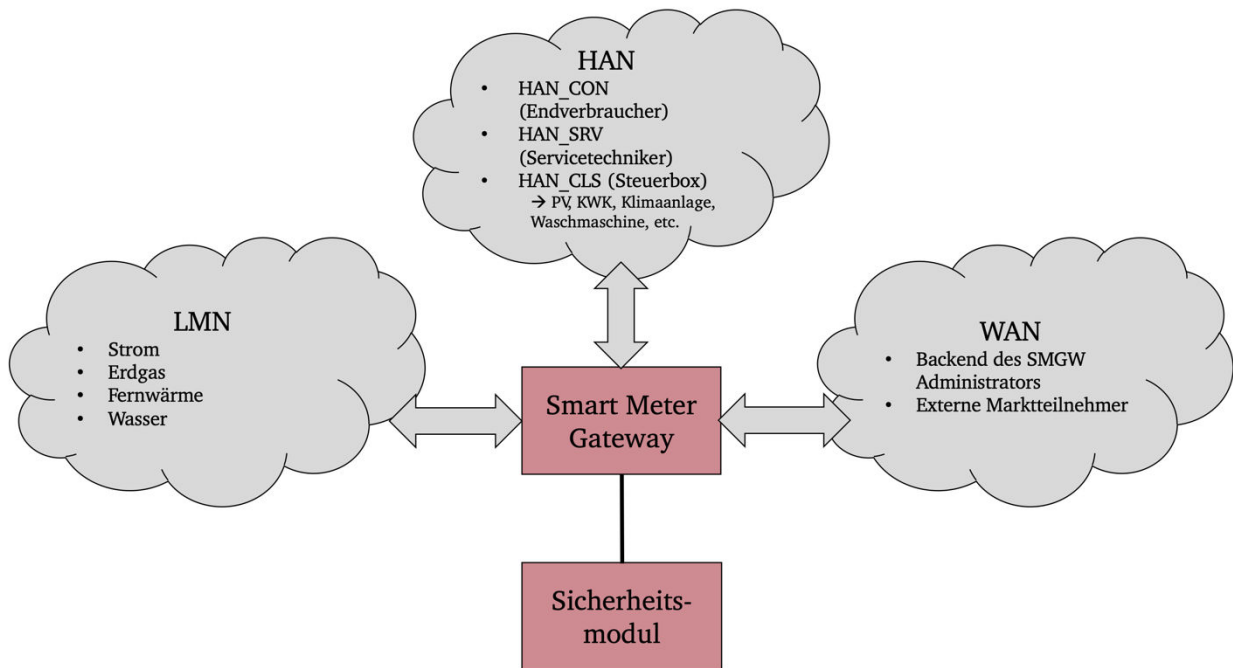 HAN
• HAN_CON
(Endverbraucher)
• HAN_SRV
(Servicetechniker)
• HAN_CLS (Steuerbox)
→ PV, KWK, Klimaanlage,
Waschmaschine, etc.
LMN
• Strom
• Erdgas
• Fernwärme
• Wasser
Smart Meter
Gateway
WAN
• Backend des SMGW
Administrators
• Externe Marktteilnehmer
Sicherheits-
modul